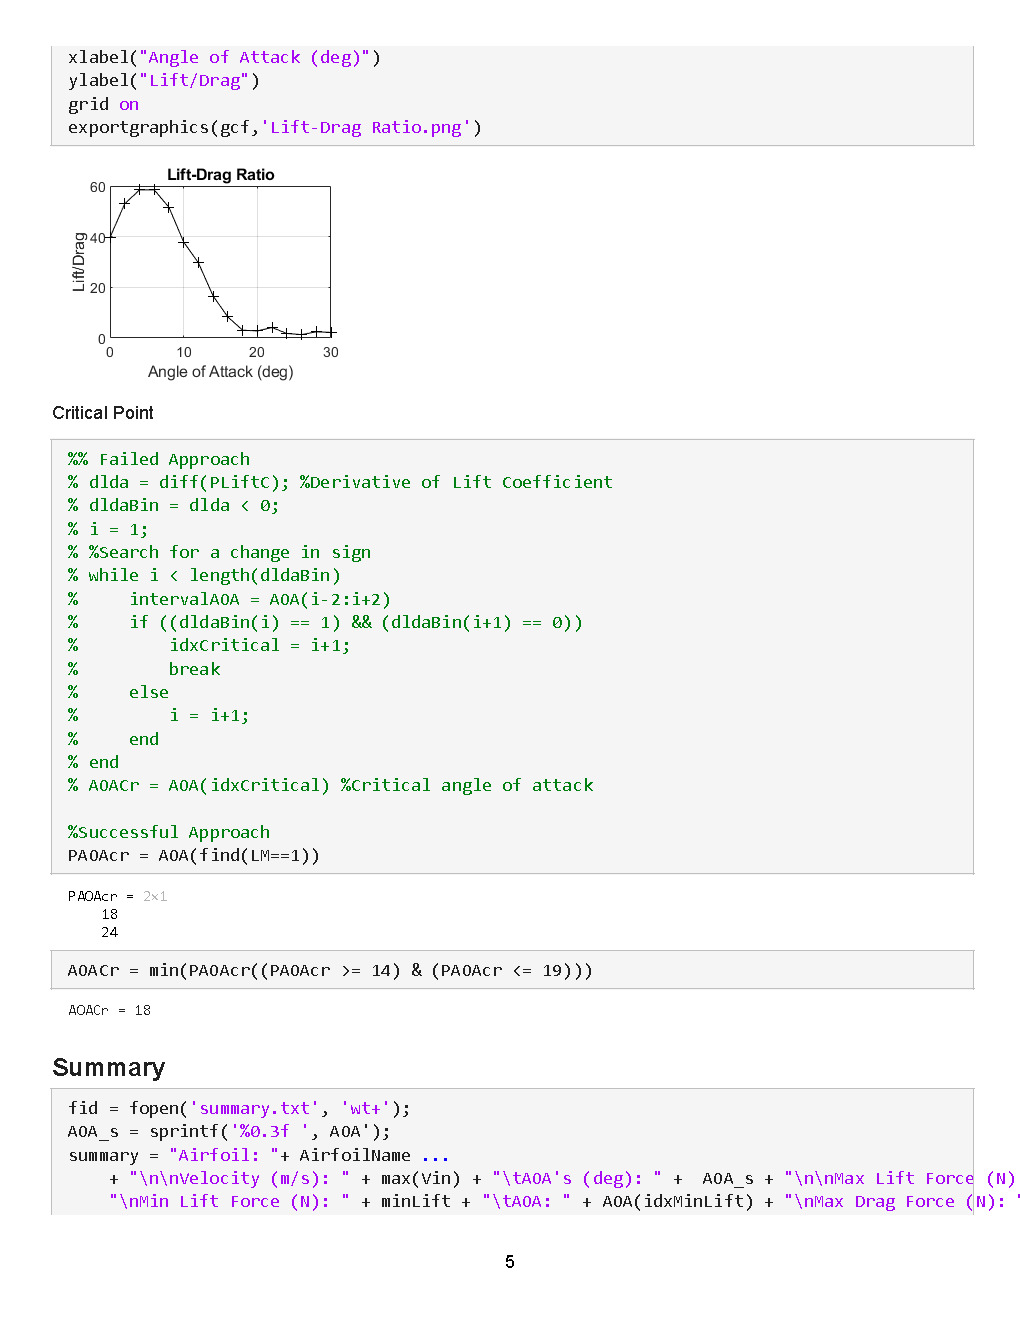 xlabel("Angle of Attack (deg)")
ylabel("Lift/Drag")
grid on
exportgraphics(gcf,'Lift-Drag Ratio.png')
Lift-Drag Ratio
60
40
20
0
Lift/Drag
0 10 20 30
Angle of Attack (deg)
Critical Point
%% Failed Approach
% dlda = diff(PLiftC); %Derivative of Lift Coefficient
% dldaBin = dlda < 0;
% i = 1;
% %Search for a change in sign
% while i < length(dldaBin)
%     intervalAOA = AOA(i-2:i+2)
%     if ((dldaBin(i) == 1) && (dldaBin(i+1) == 0))
%         idxCritical = i+1;
%         break
%     else
%         i = i+1;
%     end
% end
% AOACr = AOA(idxCritical) %Critical angle of attack
%Successful Approach
PAOAcr = AOA(find(LM==1))
PAOAcr = 2×1
18
24
AOACr = min(PAOAcr((PAOAcr >= 14) & (PAOAcr <= 19)))
AOACr = 18
Summary
fid = fopen('summary.txt', 'wt+');
AOA_s = sprintf('%0.3f ', AOA');
summary = "Airfoil: "+ AirfoilName ...
    + "\n\nVelocity (m/s): " + max(Vin) + "\tAOA's (deg): " +  AOA_s + "\n\nMax Lift Force (N)
    "\nMin Lift Force (N): " + minLift + "\tAOA: " + AOA(idxMinLift) + "\nMax Drag Force (N): "
5